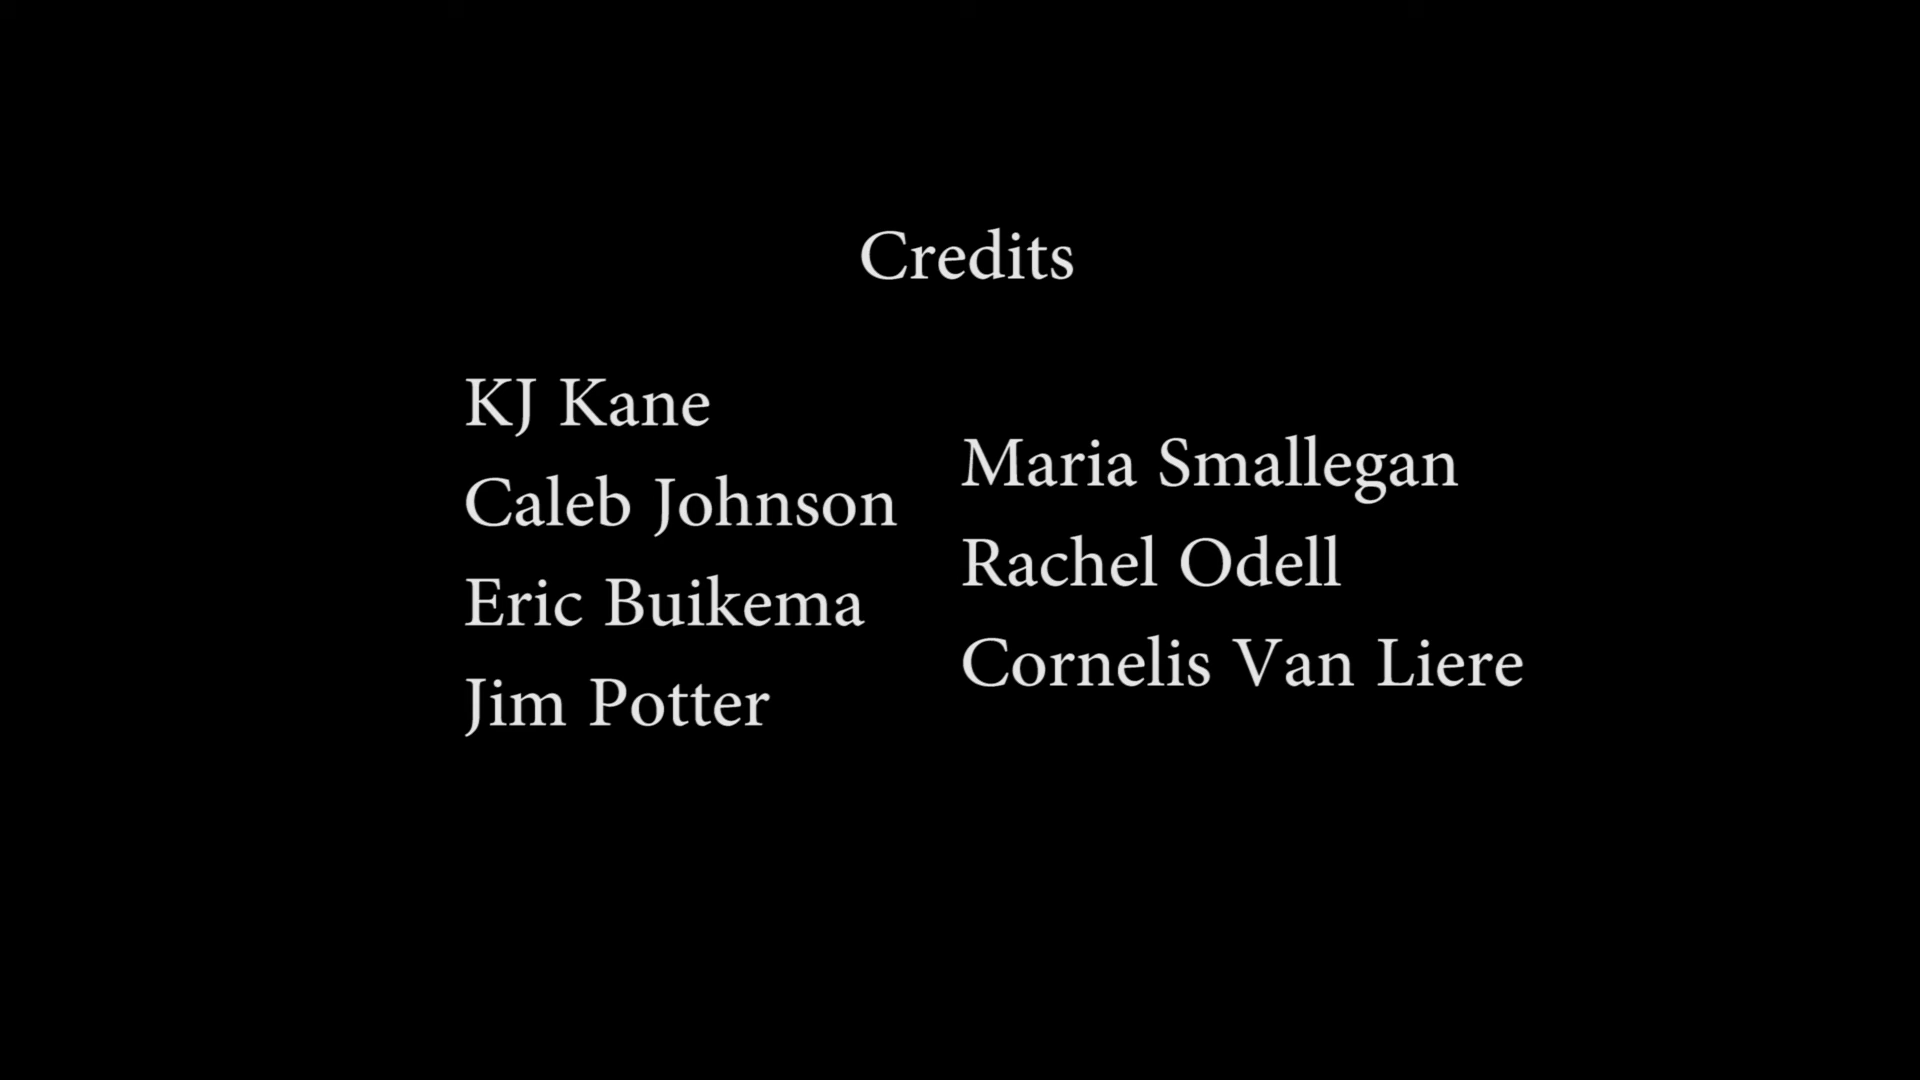 Credits
KJ Kane
Caleb Johnson
Eric Buikema
Jim Potter
Maria Smallegan
Rachel Odell
Cornelis Van Liere